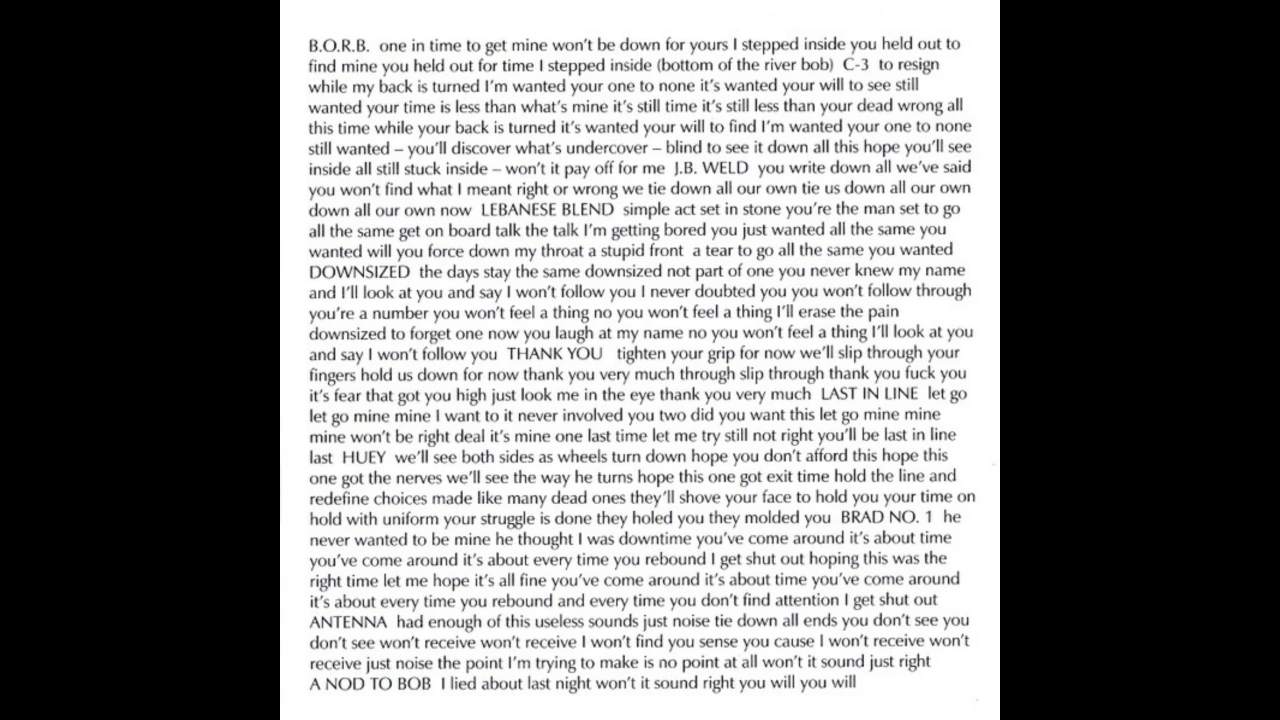 B.O.R.B.  one in time to get mine won't be down for yours I stepped inside you held out to
find mine you held out for time I stepped inside (bottom of the river bob)  C-3  to resign
while my back is turned I'm wanted your one to none it's wanted your will to see still
wanted your time is less than what's mine it's still time it's still less than your dead wrong all
this time while your back is turned it's wanted your will to find I'm wanted your one to none
still wanted – you'll discover what's undercover – blind to see it down all this hope you'll see
inside all still stuck inside – won't it pay off for me  J.B. WELD  you write down all we've said
you won't find what I meant right or wrong we tie down all our own tie us down all our own
down all our own now  LEBANESE BLEND  simple act set in stone you're the man set to go
all the same get on board talk the talk I'm getting bored you just wanted all the same you
wanted will you force down my throat a stupid front  a tear to go all the same you wanted
DOWNSIZED  the days stay the same downsized not part of one you never knew my name
and I'll look at you and say I won't follow you I never doubted you you won't follow through
you're a number you won't feel a thing no you won't feel a thing I'll erase the pain
downsized to forget one now you laugh at my name no you won't feel a thing I'll look at you
and say I won't follow you  THANK YOU  tighten your grip for now we'll slip through your
fingers hold us down for now thank you very much through slip through thank you fuck you
it's fear that got you high just look me in the eye thank you very much  LAST IN LINE  let go
let go mine mine I want to it never involved you two did you want this let go mine mine
mine won't be right deal it's mine one last time let me try still not right you'll be last in line
last  HUEY  we'll see both sides as wheels turn down hope you don't afford this hope this
one got the nerves we'll see the way he turns hope this one got exit time hold the line and
redefine choices made like many dead ones they'll shove your face to hold you your time on
hold with uniform your struggle is done they holed you they molded you  BRAD NO. 1  he
never wanted to be mine he thought I was downtime you've come around it's about time
you've come around it's about every time you rebound I get shut out hoping this was the
right time let me hope it's all fine you've come around it's about time you've come around
it's about every time you rebound and every time you don't find attention I get shut out
ANTENNA  had enough of this useless sounds just noise tie down all ends you don't see you
don't see won't receive won't receive I won't find you sense you cause I won't receive won't
receive just noise the point I'm trying to make is no point at all won't it sound just right
A NOD TO BOB  I lied about last night won't it sound right you will you will